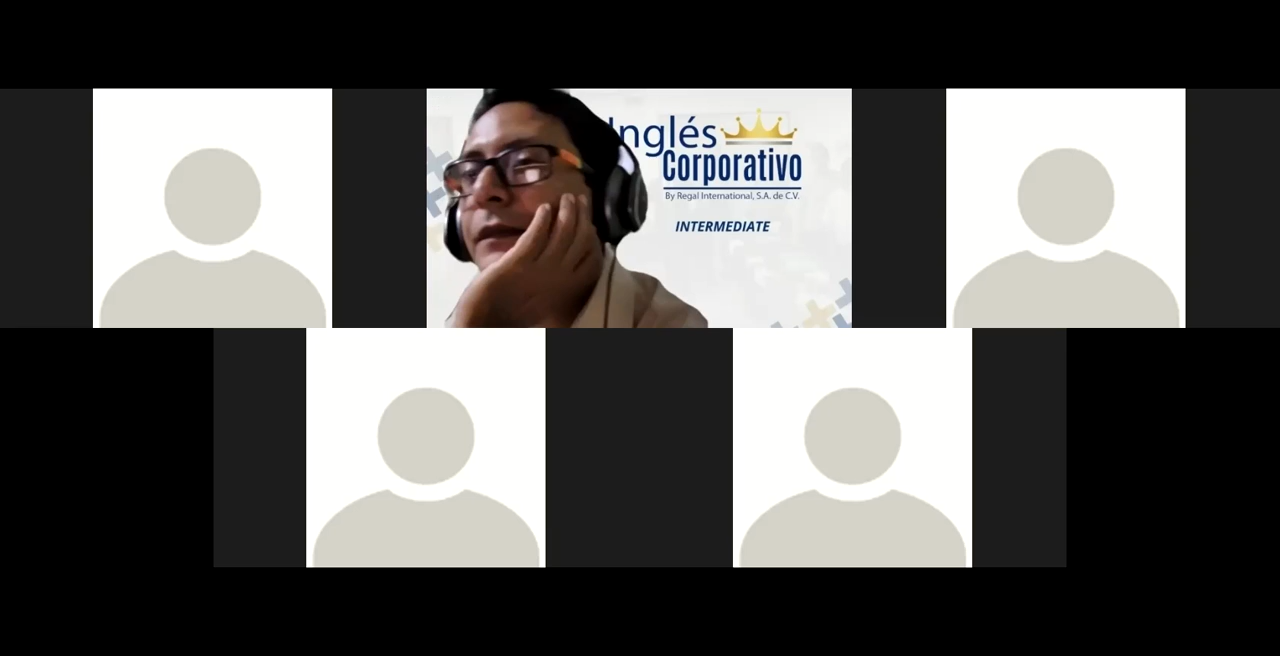 Inglés
Corporativo
By Regal International, S.A. de C.V.
INTERMEDIATE